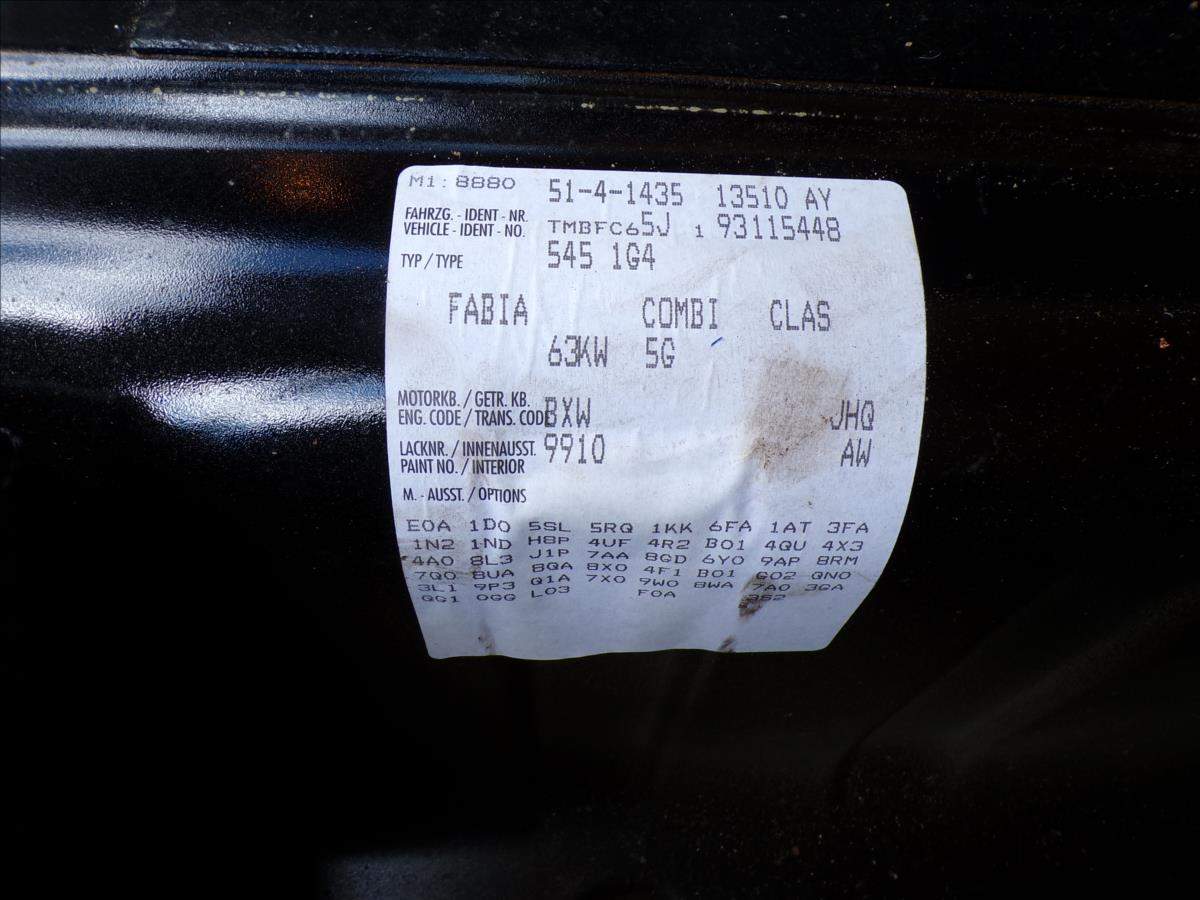 M1: 8880 51-4-1435 13510 AY
FAHRZG. - IDENT - NR.
VEHICLE - IDENT - NO. TMBFC65J 1 93115448
TYP / TYPE 545 1G4
FABIA COMBI CLAS
63KW 5G
MOTORKB. / GETR. KB.
ENG. CODE / TRANS. CODE BXW JHQ
LACKNR. / INNENAUSST. 9910 AW
PAINT NO. / INTERIOR
M. - AUSST. / OPTIONS
E0A 1D0 5SL 5RQ 1KK 6FA 1AT 3FA
1N2 1ND H8P 4UF 4R2 B01 4QU 4X3
4A0 8L3 J1P 7AA 8GD 6Y0 9AP 8RM
7Q0 8UA 8QA 8X0 4F1 B01 G02 QN0
3L1 9P3 Q1A 7X0 9W0 8WA 7A0 3GA
QG1 0GG L03 F0A 3S2